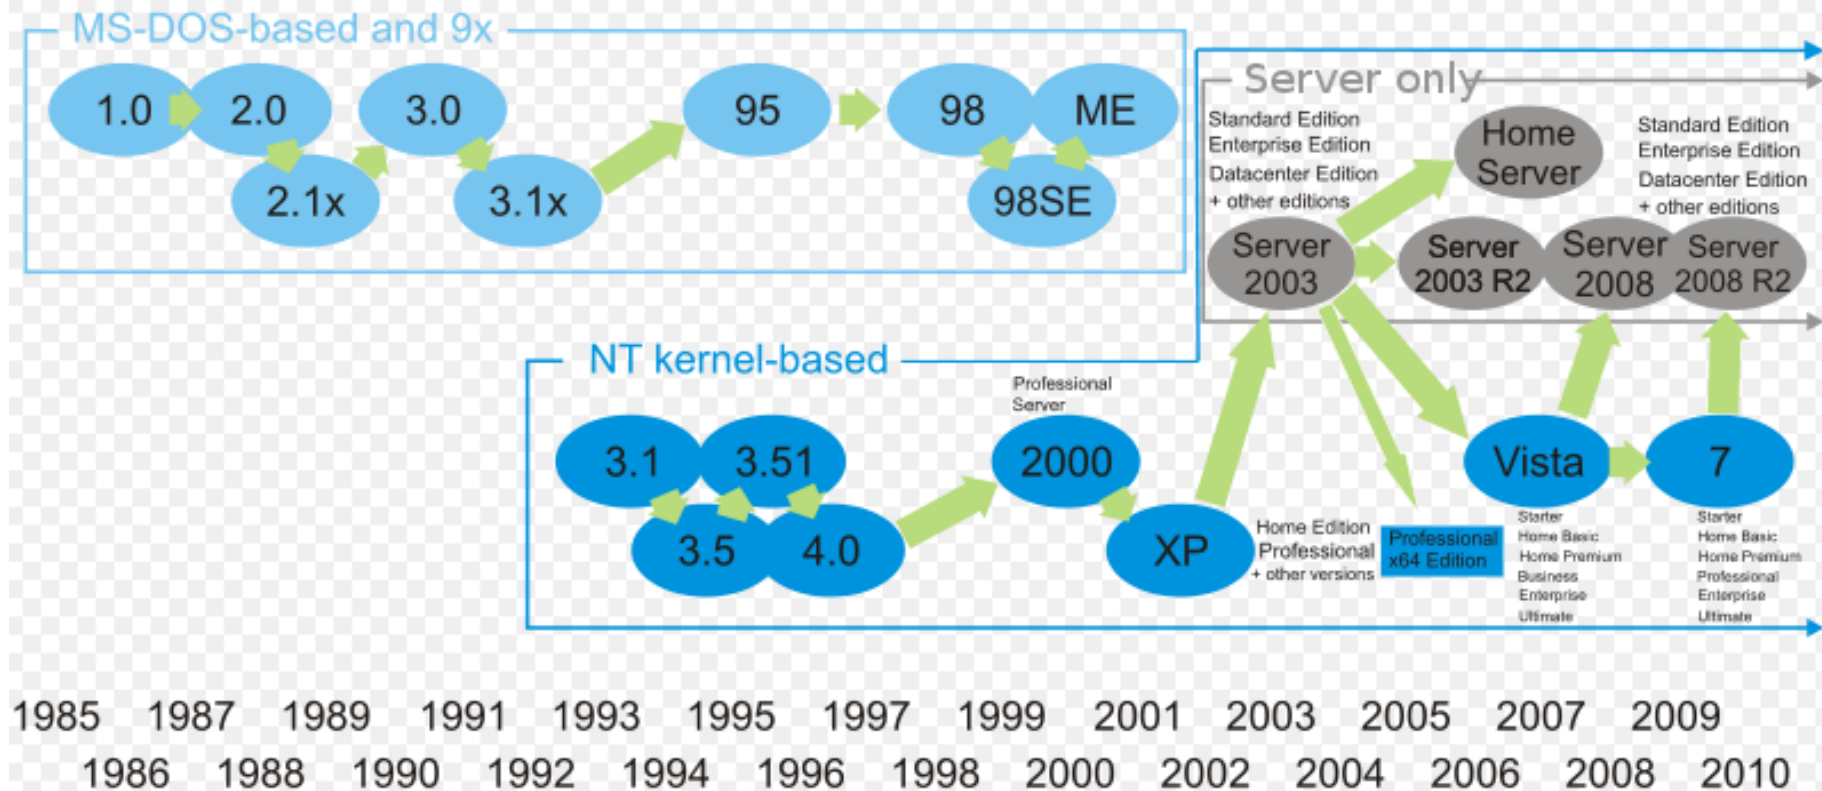 MS-DOS-based and 9x
1.0
2.0
3.0
95
98
ME
2.1x
3.1x
98SE
Server only
Standard Edition
Enterprise Edition
Datacenter Edition
+ other editions
Home
Server
Standard Edition
Enterprise Edition
Datacenter Edition
+ other editions
Server
2003
Server
2003 R2
Server
2008
Server
2008 R2
NT kernel-based
Professional
Server
3.1
3.51
2000
Vista
7
3.5
4.0
XP
Home Edition
Professional
+ other versions
Professional
x64 Edition
Starter
Home Basic
Home Premium
Business
Enterprise
Ultimate
Starter
Home Basic
Home Premium
Professional
Enterprise
Ultimate
1985 1987 1989 1991 1993 1995 1997 1999 2001 2003 2005 2007 2009
1986 1988 1990 1992 1994 1996 1998 2000 2002 2004 2006 2008 2010